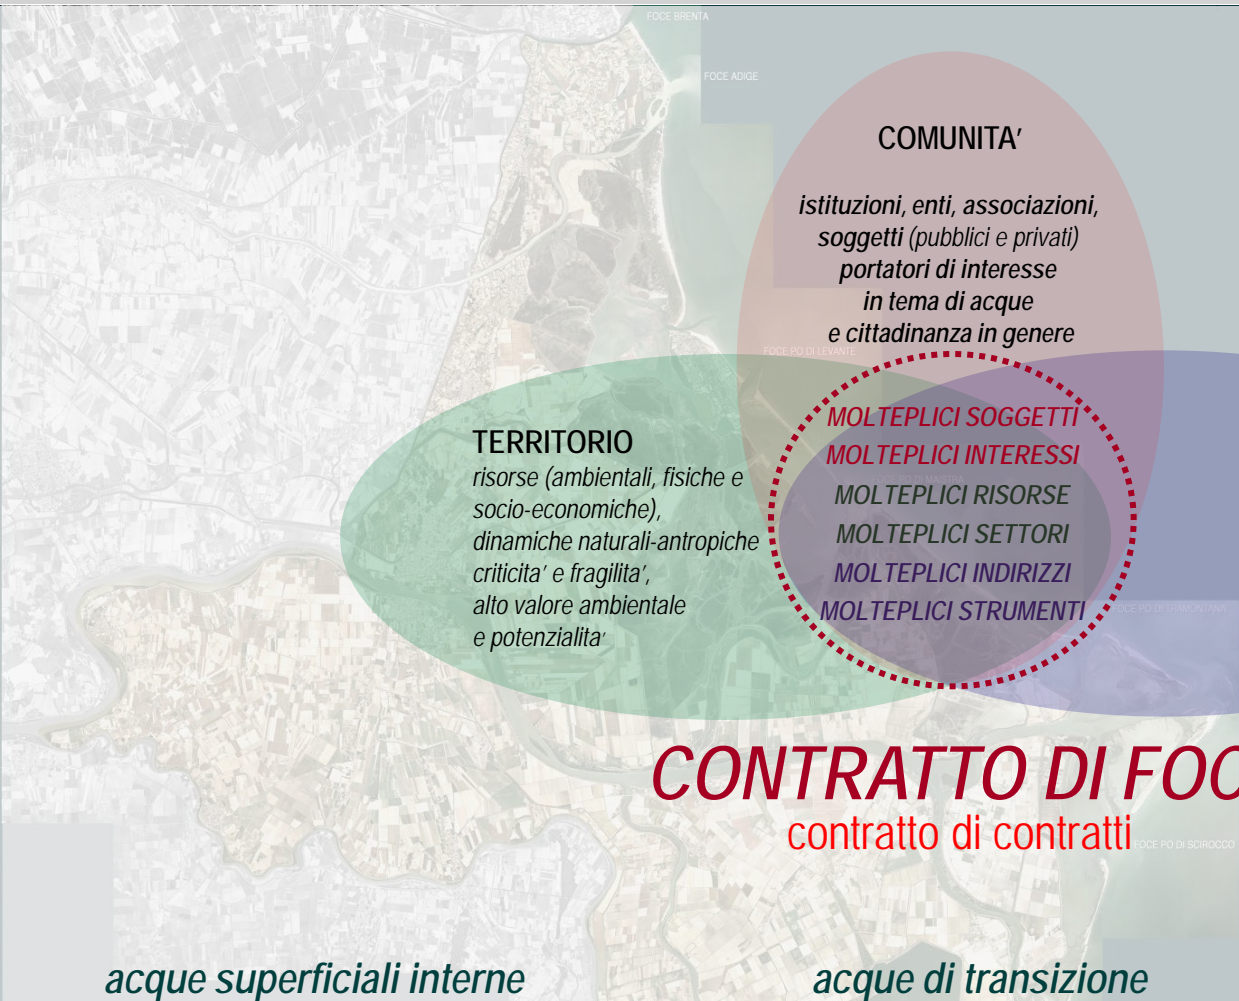 FOCE BRENTA
FOCE ADIGE
COMUNITA'
istituzioni, enti, associazioni,
soggetti (pubblici e privati)
portatori di interesse
in tema di acque
e cittadinanza in genere
FOCE PO DI LEVANTE
TERRITORIO
risorse (ambientali, fisiche e
socio-economiche),
dinamiche naturali-antropiche
criticita' e fragilita',
alto valore ambientale
e potenzialita'
MOLTEPLICI SOGGETTI
MOLTEPLICI INTERESSI
MOLTEPLICI RISORSE
MOLTEPLICI SETTORI
MOLTEPLICI INDIRIZZI
MOLTEPLICI STRUMENTI
FOCE PO DI TRAMONTANA
CONTRATTO DI FOC
contratto di contratti
FOCE PO DI SCIROCCO
acque superficiali interne
acque di transizione